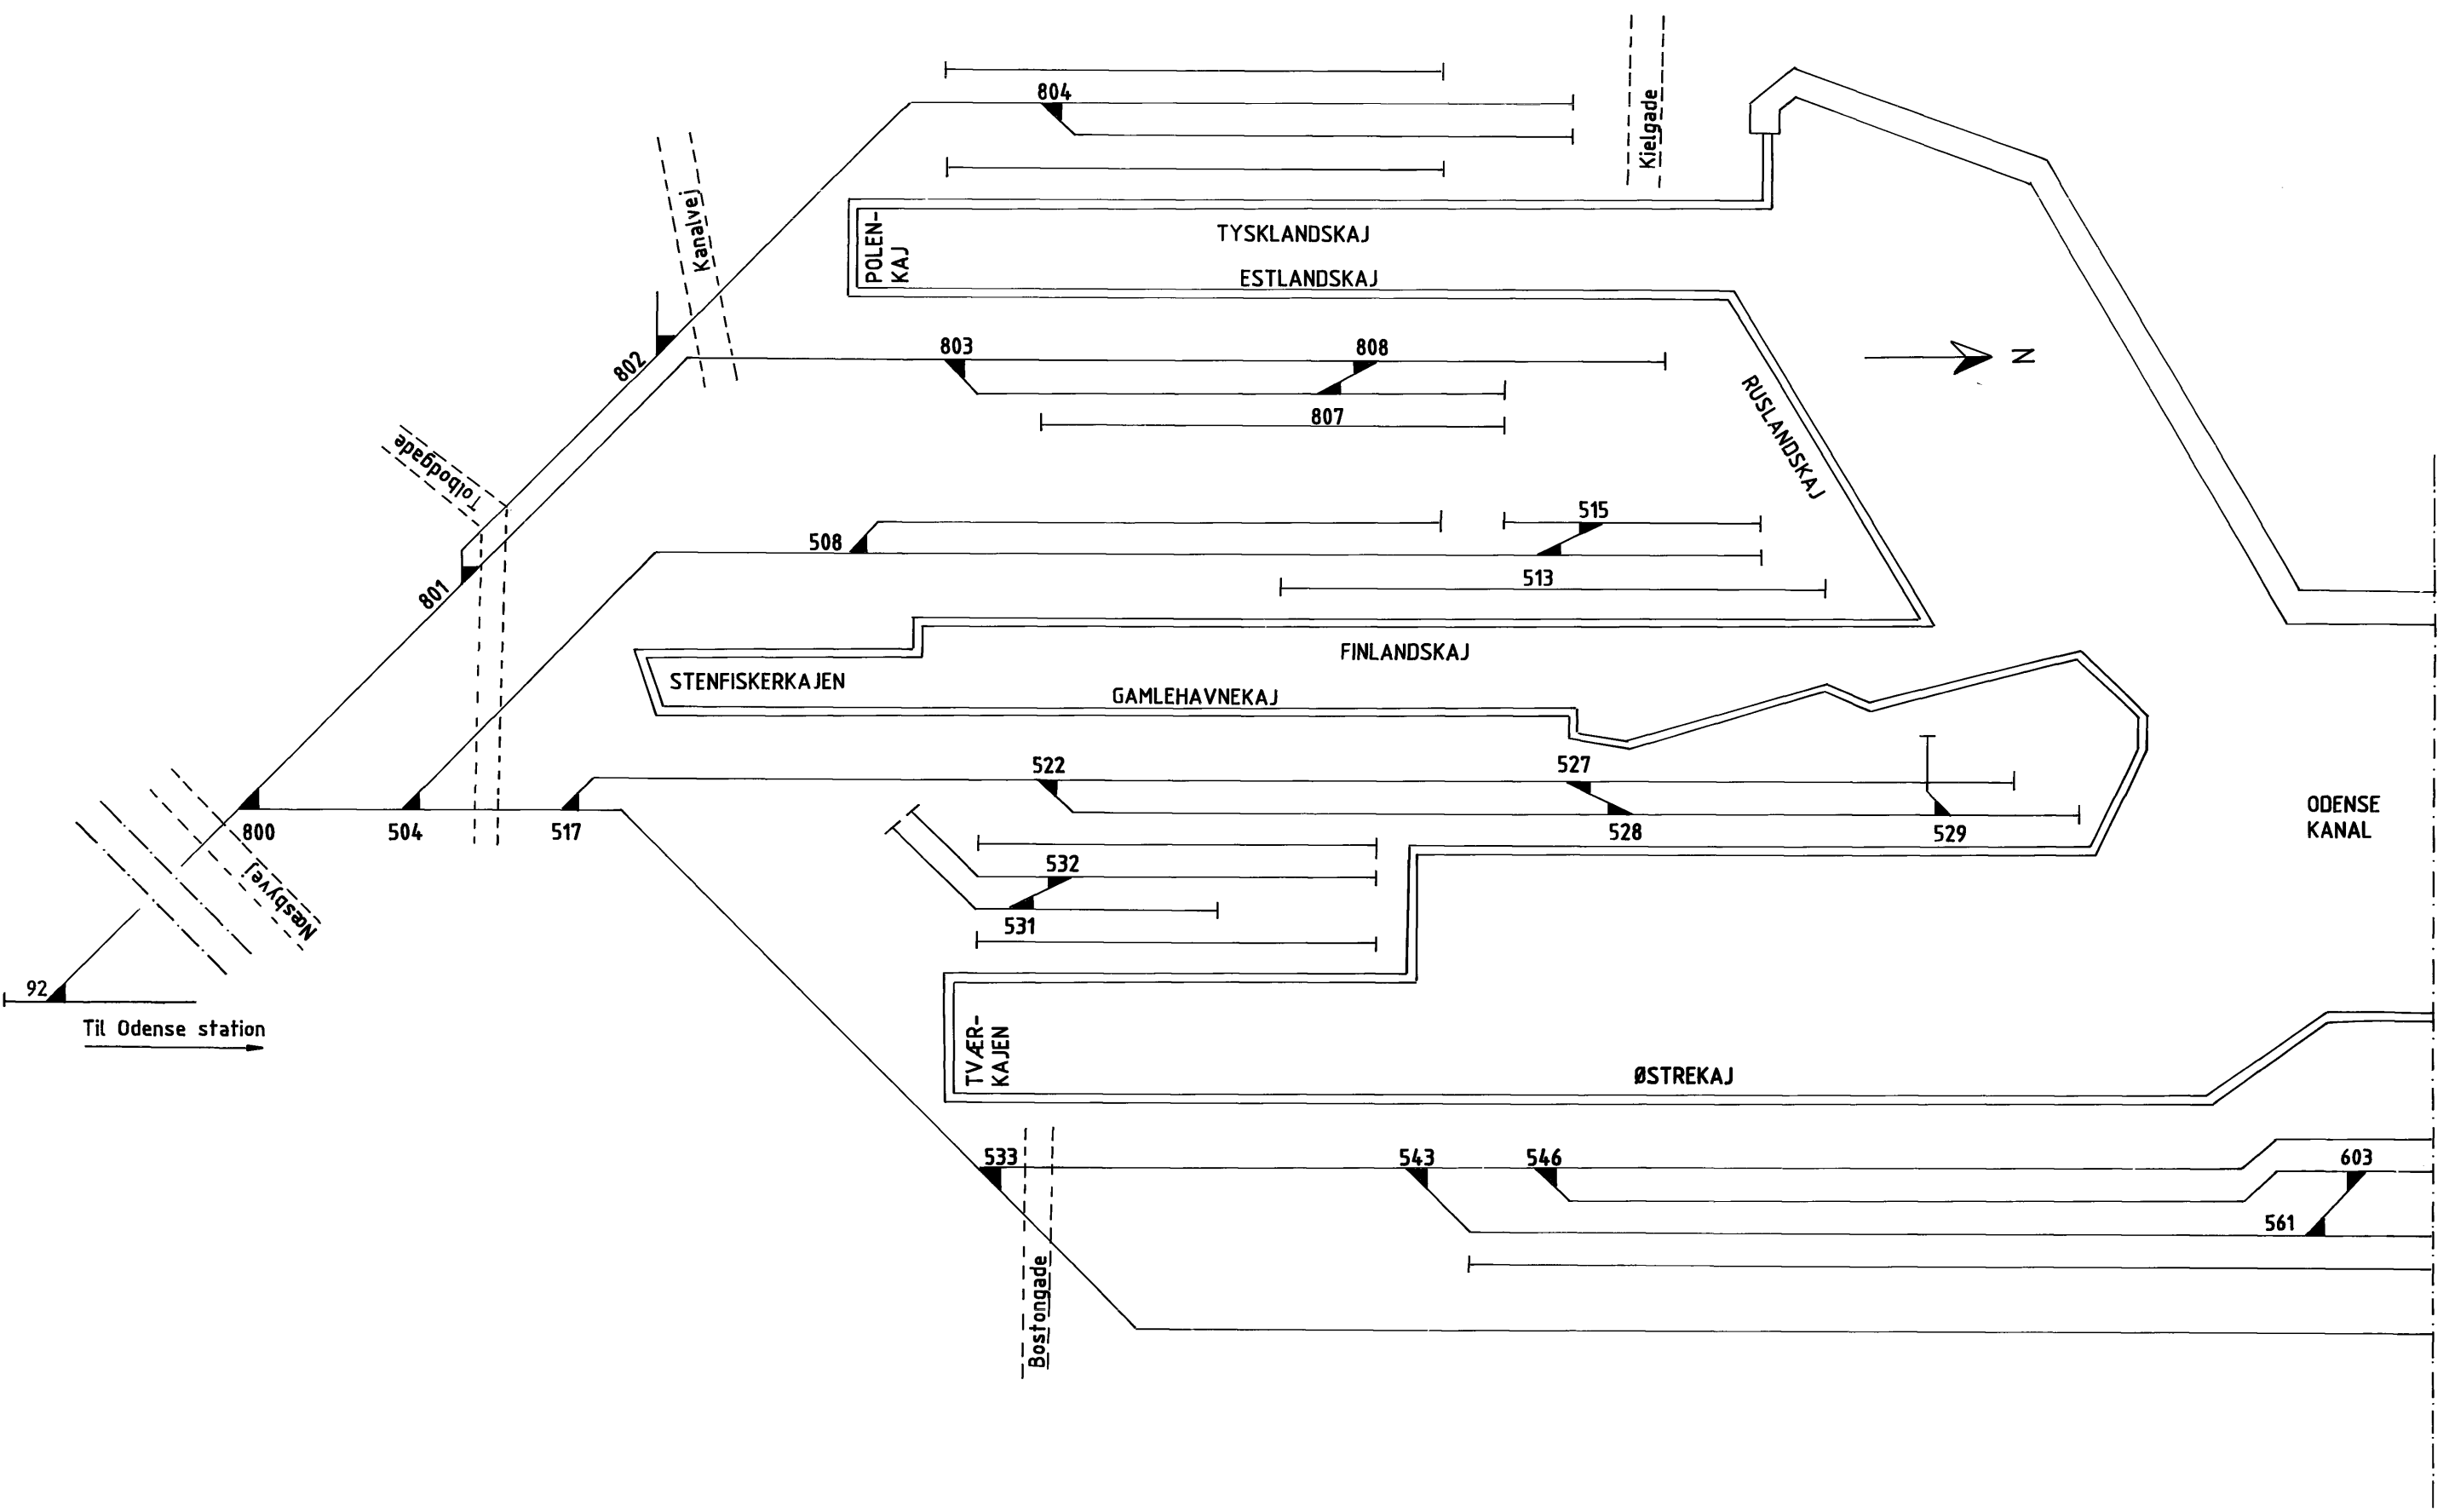 804
Kielgade
Kanalvej
POLEN-
KAJ
TYSKLANDSKAJ
ESTLANDSKAJ
802
803
808
N
RUSLANDSKAJ
807
Tolbodgade
515
508
801
513
FINLANDSKAJ
STENFISKERKAJEN
GAMLEHAVNEKAJ
522
527
800
504
517
528
529
ODENSE
KANAL
532
Næsbyvej
531
92
Til Odense station
TVÆR-
KAJEN
ØSTREKAJ
533
543
546
603
561
Bostongade